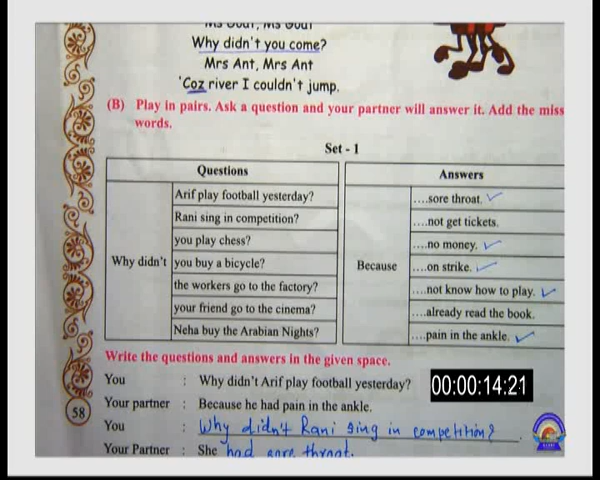 Ms Goat, Ms Goat
Why didn't you come?
Mrs Ant, Mrs Ant
'Coz river I couldn't jump.
(B) Play in pairs. Ask a question and your partner will answer it. Add the miss
words.
Set - 1
Questions
Why didn't
Arif play football yesterday?
Rani sing in competition?
you play chess?
you buy a bicycle?
the workers go to the factory?
your friend go to the cinema?
Neha buy the Arabian Nights?
Answers
Because
....sore throat.
....not get tickets.
....no money.
....on strike.
....not know how to play.
....already read the book.
....pain in the ankle.
Write the questions and answers in the given space.
You : Why didn't Arif play football yesterday?
00:00:14:21
Your partner : Because he had pain in the ankle.
58
You : Why didn't Rani sing in competition?
Your Partner : She had sore throat.